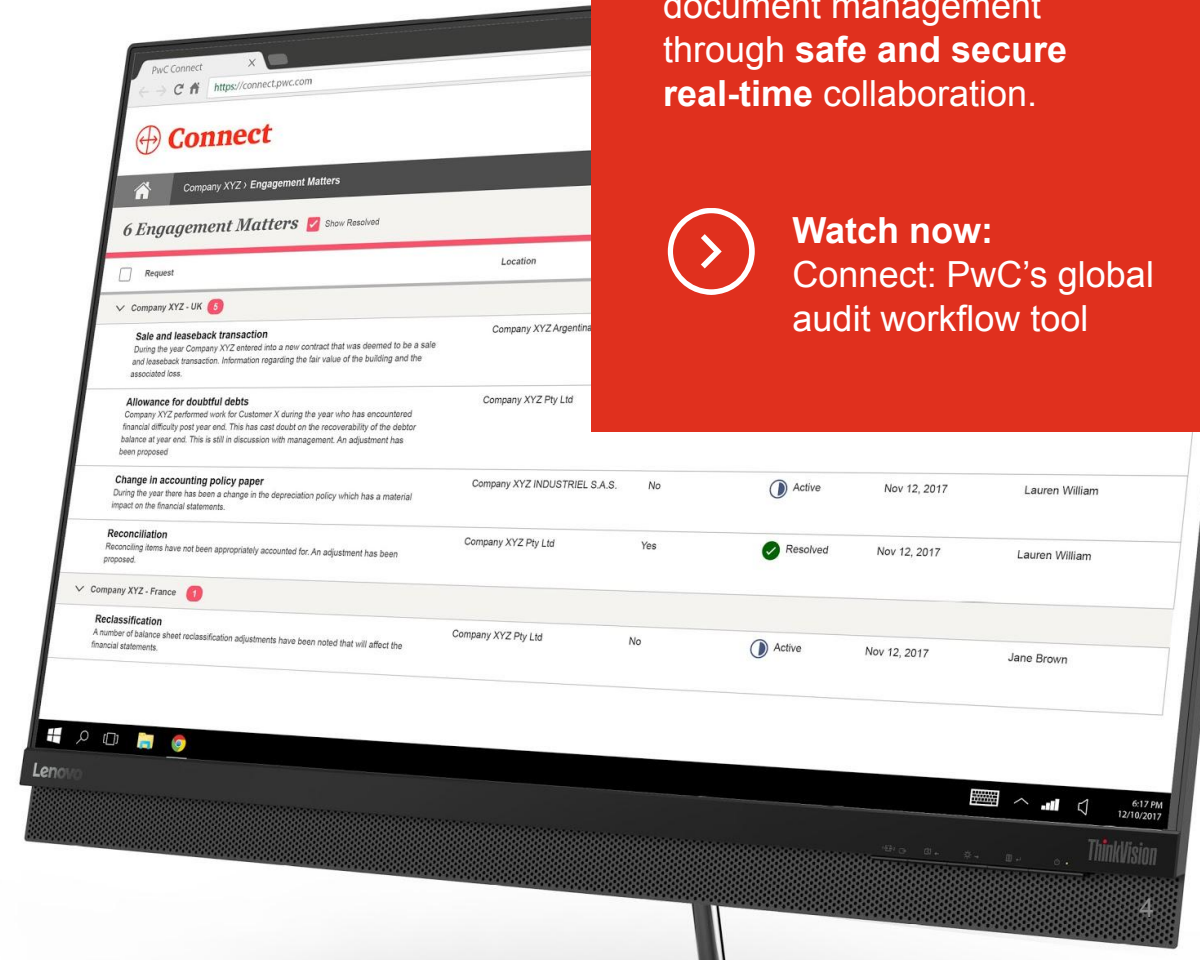 document management
through safe and secure
real-time collaboration.
Watch now:
Connect: PwC's global
audit workflow tool
PwC Connect X
https://connect.pwc.com
Connect
Company XYZ › Engagement Matters
6 Engagement Matters Show Resolved
Request Location
Company XYZ - UK 5
Sale and leaseback transaction Company XYZ Argentina
During the year Company XYZ entered into a new contract that was deemed to be a sale
and leaseback transaction. Information regarding the fair value of the building and the
associated loss.
Allowance for doubtful debts Company XYZ Pty Ltd
Company XYZ performed work for Customer X during the year who has encountered
financial difficulty post year end. This has cast doubt on the recoverability of the debtor
balance at year end. This is still in discussion with management. An adjustment has
been proposed
Change in accounting policy paper Company XYZ INDUSTRIEL S.A.S. No Active Nov 12, 2017 Lauren William
During the year there has been a change in the depreciation policy which has a material
impact on the financial statements.
Reconciliation Company XYZ Pty Ltd Yes Resolved Nov 12, 2017 Lauren William
Reconciling items have not been appropriately accounted for. An adjustment has been
proposed.
Company XYZ - France 1
Reclassification Company XYZ Pty Ltd No Active Nov 12, 2017 Jane Brown
A number of balance sheet reclassification adjustments have been noted that will affect the
financial statements.
6:17 PM
12/10/2017
Lenovo
ThinkVision
4